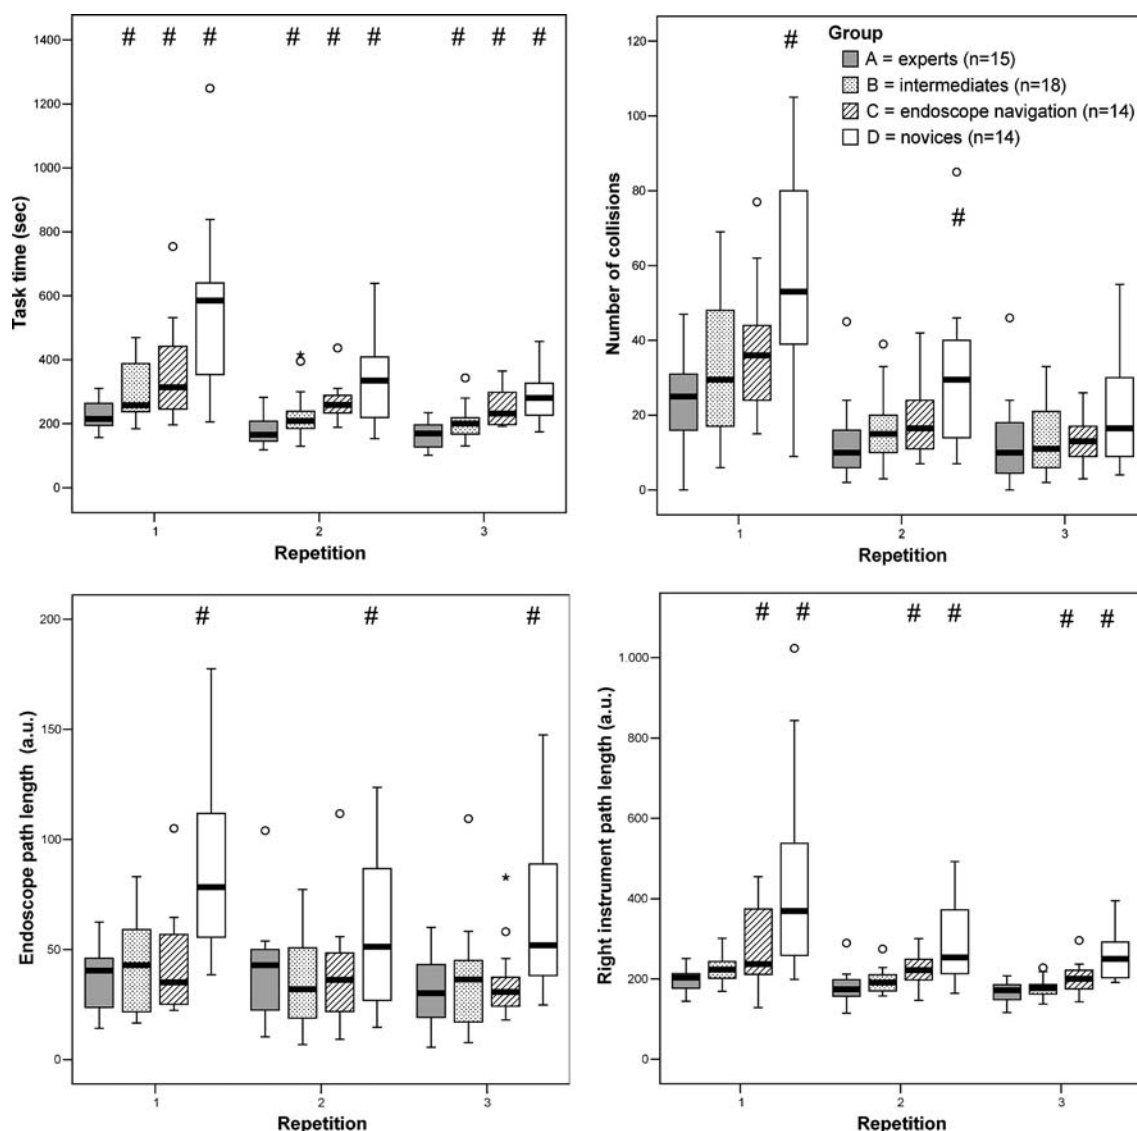 # # # # # # # # #
1400
1200
1000
800
600
400
200
0
Task time (sec)
1 2 3
Repetition
Group
A = experts (n=15)
B = intermediates (n=18)
C = endoscope navigation (n=14)
D = novices (n=14)
#
#
120
100
80
60
40
20
0
Number of collisions
1 2 3
Repetition
# # #
200
150
100
50
0
Endoscope path length (a.u.)
1 2 3
Repetition
# # # # # #
1.000
800
600
400
200
0
Right instrument path length (a.u.)
1 2 3
Repetition